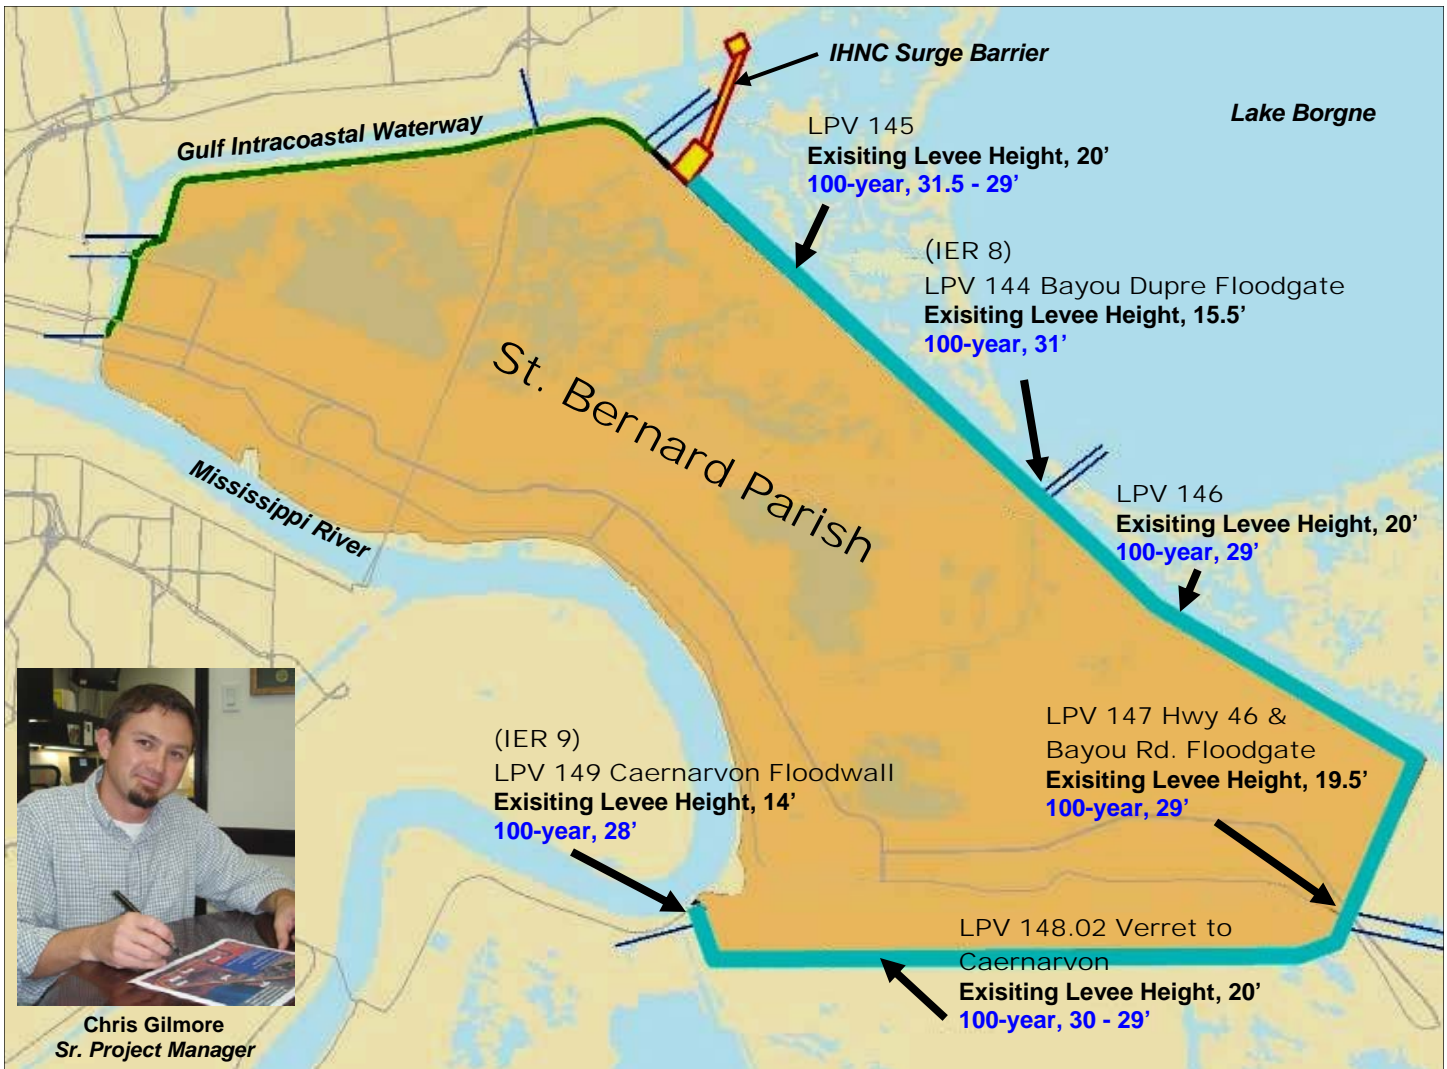 IHNC Surge Barrier
Lake Borgne
Gulf Intracoastal Waterway
LPV 145
Exisiting Levee Height, 20’
100-year, 31.5 - 29’
(IER 8)
LPV 144 Bayou Dupre Floodgate
Exisiting Levee Height, 15.5’
100-year, 31’
St. Bernard Parish
Mississippi River
LPV 146
Exisiting Levee Height, 20’
100-year, 29’
LPV 147 Hwy 46 &
Bayou Rd. Floodgate
Exisiting Levee Height, 19.5’
100-year, 29’
(IER 9)
LPV 149 Caernarvon Floodwall
Exisiting Levee Height, 14’
100-year, 28’
LPV 148.02 Verret to
Caernarvon
Exisiting Levee Height, 20’
100-year, 30 - 29’
Chris Gilmore
Sr. Project Manager